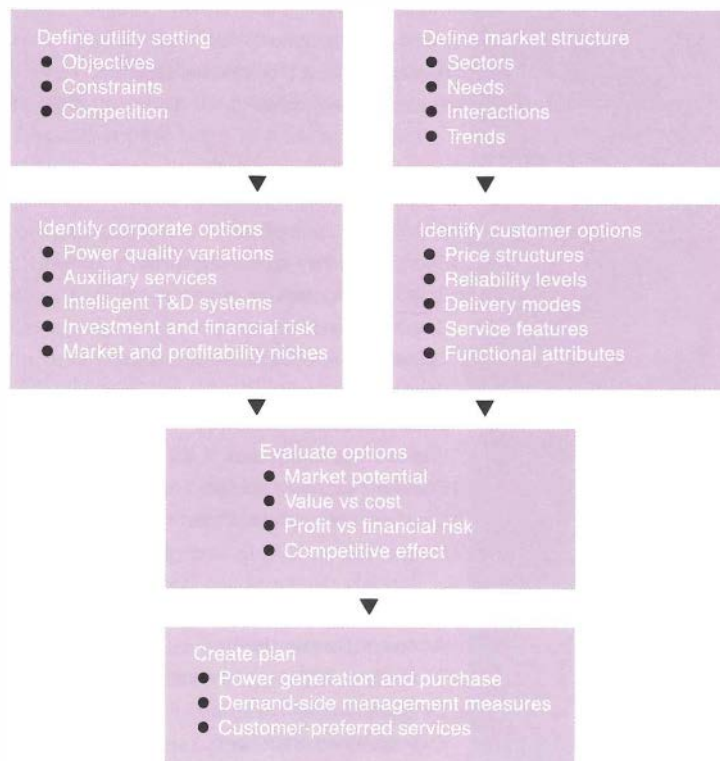 Define utility setting
● Objectives
● Constraints
● Competition
Define market structure
● Sectors
● Needs
● Interactions
● Trends
Identify corporate options
● Power quality variations
● Auxiliary services
● Intelligent T&D systems
● Investment and financial risk
● Market and profitability niches
Identify customer options
● Price structures
● Reliability levels
● Delivery modes
● Service features
● Functional attributes
Evaluate options
● Market potential
● Value vs cost
● Profit vs financial risk
● Competitive effect
Create plan
● Power generation and purchase
● Demand-side management measures
● Customer-preferred services